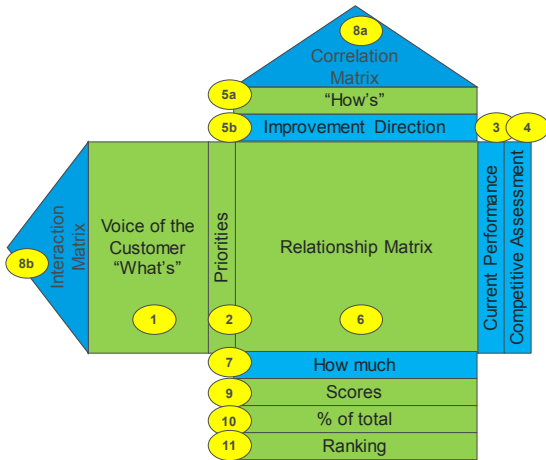 8a
Correlation
Matrix
5a
"How's"
5b
Improvement Direction
3
4
Interaction
Matrix
8b
Voice of the
Customer
"What's"
1
Priorities
2
Relationship Matrix
6
Current Performance
Competitive Assessment
7
How much
9
Scores
10
% of total
11
Ranking